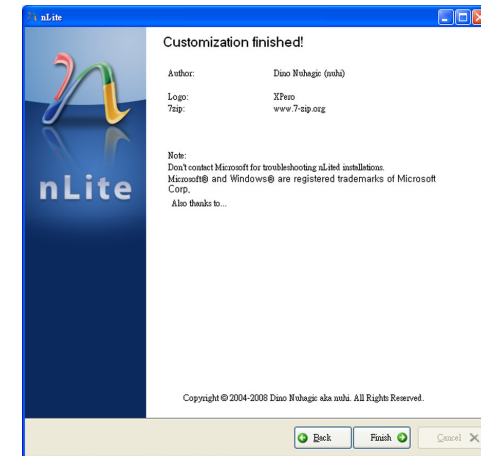 nLite
Customization finished!
Author: Dino Nuhagic (nuhi)
Logo: XPero
7zip: www.7-zip.org
Note:
Don't contact Microsoft for troubleshooting nLited installations.
Microsoft® and Windows® are registered trademarks of Microsoft
Corp.
Also thanks to...
nLite
Copyright © 2004-2008 Dino Nuhagic aka nuhi. All Rights Reserved.
Back Finish Cancel